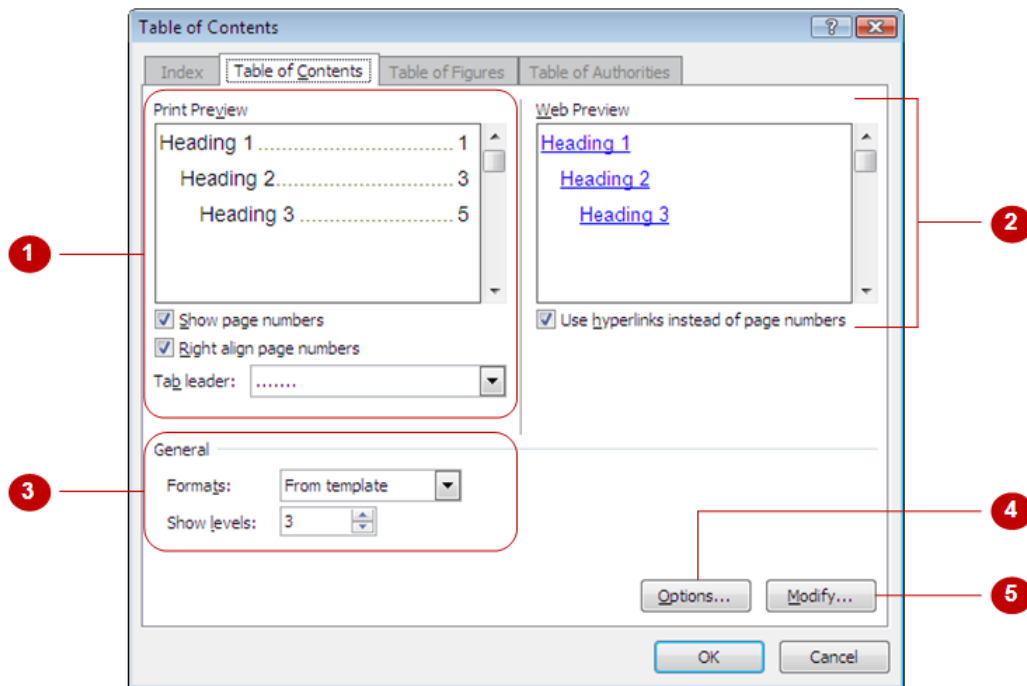 Table of Contents
Index
Table of Contents
Table of Figures
Table of Authorities
Print Preview
Heading 1 ................................ 1
Heading 2............................. 3
Heading 3 ......................... 5
Show page numbers
Right align page numbers
Tab leader: .......
Web Preview
Heading 1
Heading 2
Heading 3
Use hyperlinks instead of page numbers
1
2
General
Formats: From template
Show levels: 3
3
4
Options...
Modify...
5
OK
Cancel